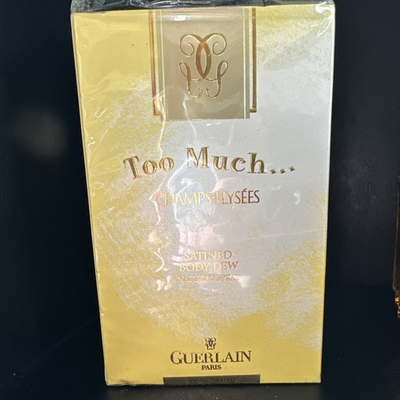 Too Much...
CHAMPS-ELYSÉES
SATINED
BODY DEW
GUERLAIN
PARIS